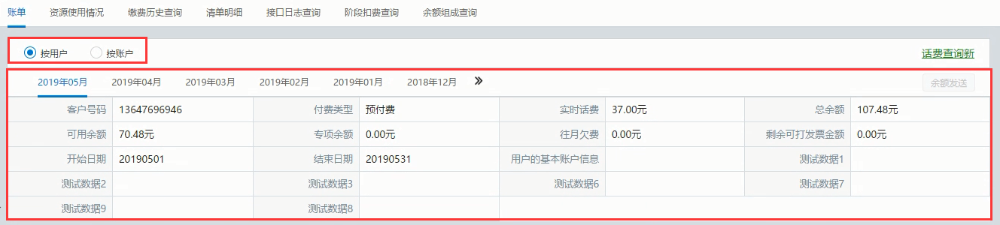 账单 资源使用情况 缴费历史查询 清单明细 接口日志查询 阶段扣费查询 余额组成查询
按用户 按账户 话费查询新
2019年05月 2019年04月 2019年03月 2019年02月 2019年01月 2018年12月 » 余额发送
客户号码 13647696946 付费类型 预付费 实时话费 37.00元 总余额 107.48元
可用余额 70.48元 专项余额 0.00元 往月欠费 0.00元 剩余可打发票金额 0.00元
开始日期 20190501 结束日期 20190531 用户的基本账户信息 测试数据1
测试数据2 测试数据3 测试数据6 测试数据7
测试数据9 测试数据8